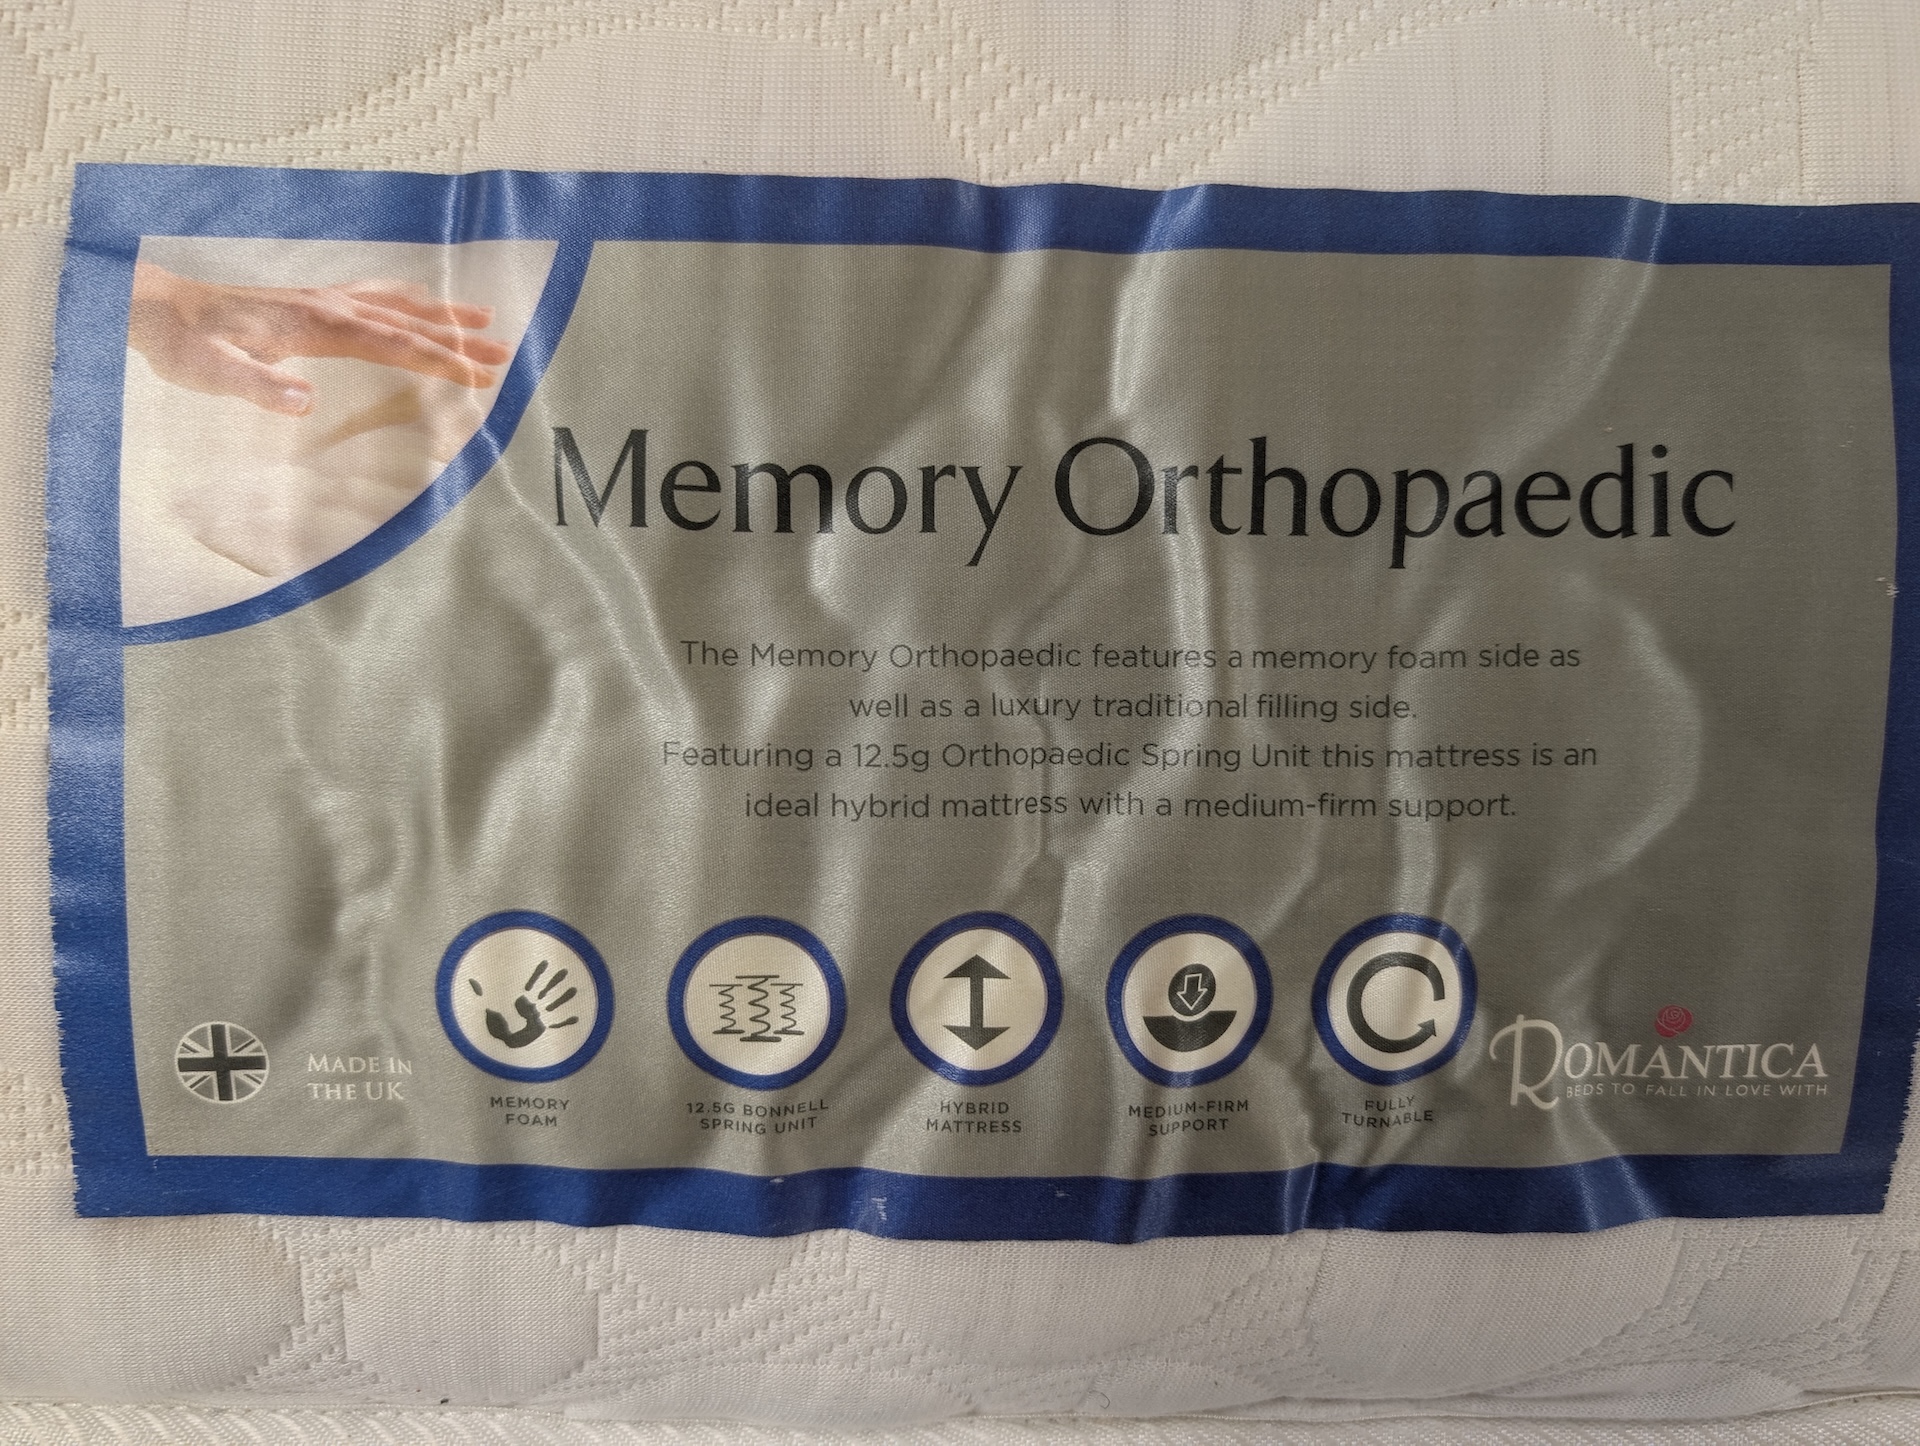 Memory Orthopaedic
The Memory Orthopaedic features a memory foam side as
well as a luxury traditional filling side.
Featuring a 12.5g Orthopaedic Spring Unit this mattress is an
ideal hybrid mattress with a medium-firm support.
MADE IN
THE UK
MEMORY
FOAM
12.5G BONNELL
SPRING UNIT
HYBRID
MATTRESS
MEDIUM-FIRM
SUPPORT
FULLY
TURNABLE
ROMANTICA
BEDS TO FALL IN LOVE WITH